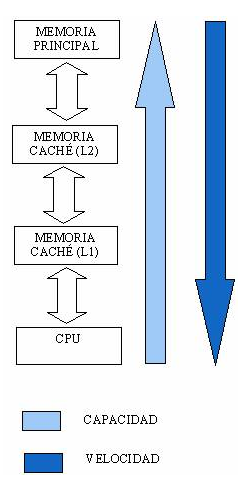 MEMORIA
PRINCIPAL
MEMORIA
CACHÉ (L2)
MEMORIA
CACHÉ (L1)
CPU
CAPACIDAD
VELOCIDAD